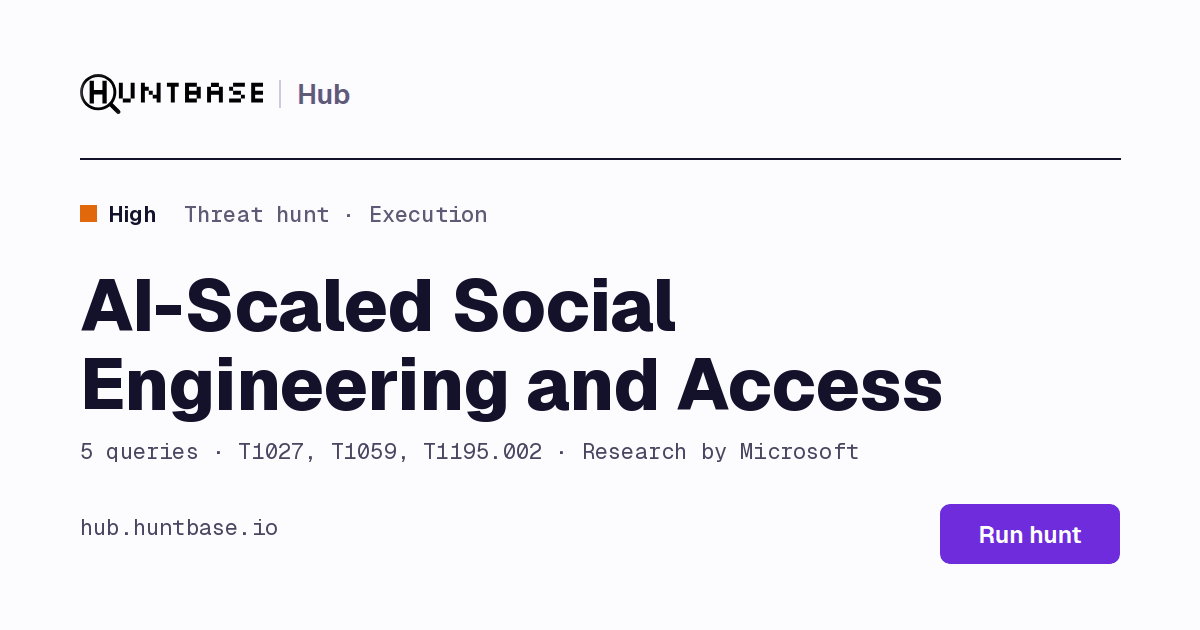 HUNTBASE Hub
High Threat hunt · Execution
AI-Scaled Social
Engineering and Access
5 queries · T1027, T1059, T1195.002 · Research by Microsoft
hub.huntbase.io
Run hunt